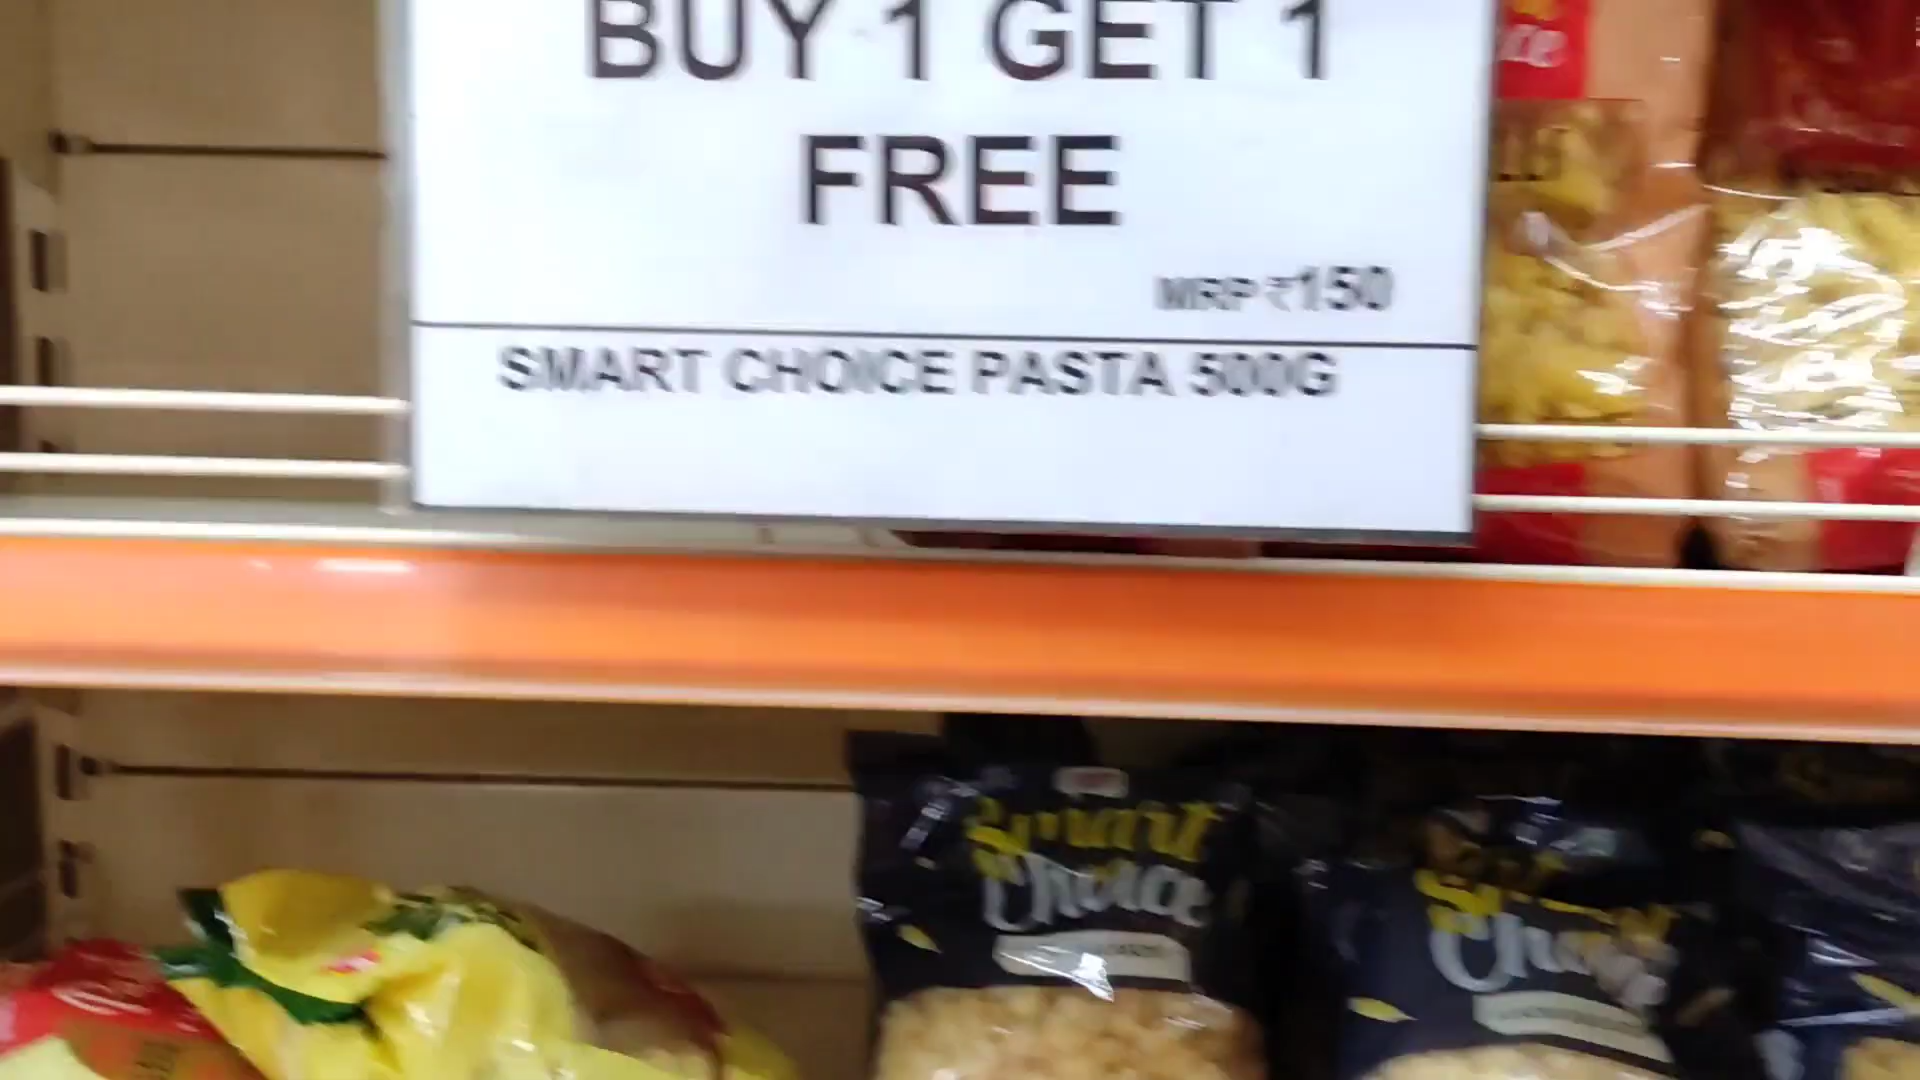 BUY 1 GET 1
FREE
MRP ₹150
SMART CHOICE PASTA 500G
Smart
Choice
Smart
Choice